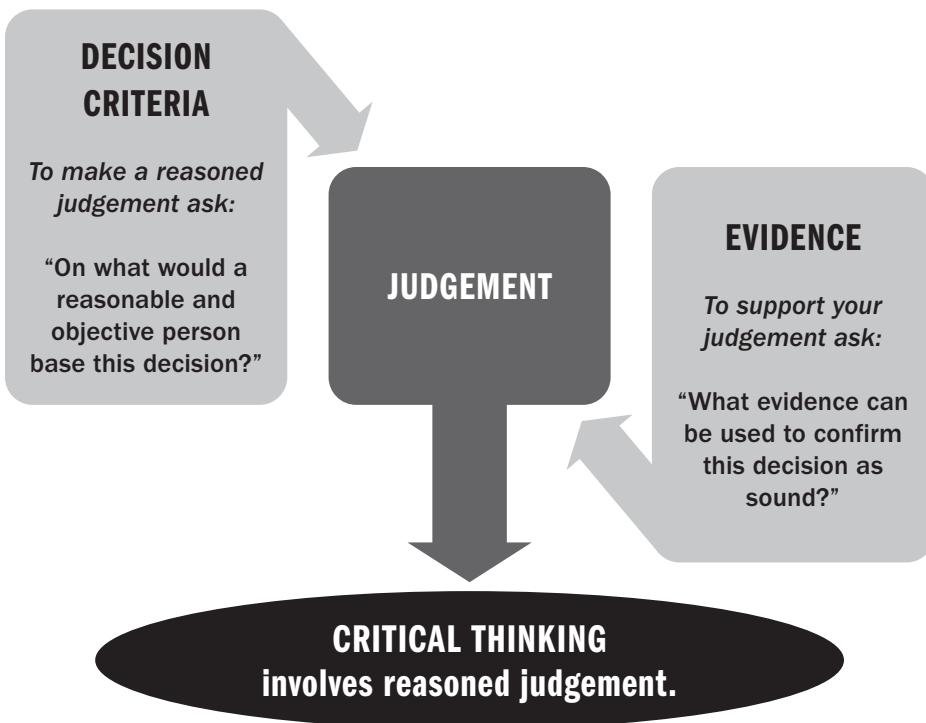 DECISION
CRITERIA
To make a reasoned
judgement ask:
“On what would a
reasonable and
objective person
base this decision?”
JUDGEMENT
EVIDENCE
To support your
judgement ask:
“What evidence can
be used to confirm
this decision as
sound?”
CRITICAL THINKING
involves reasoned judgement.